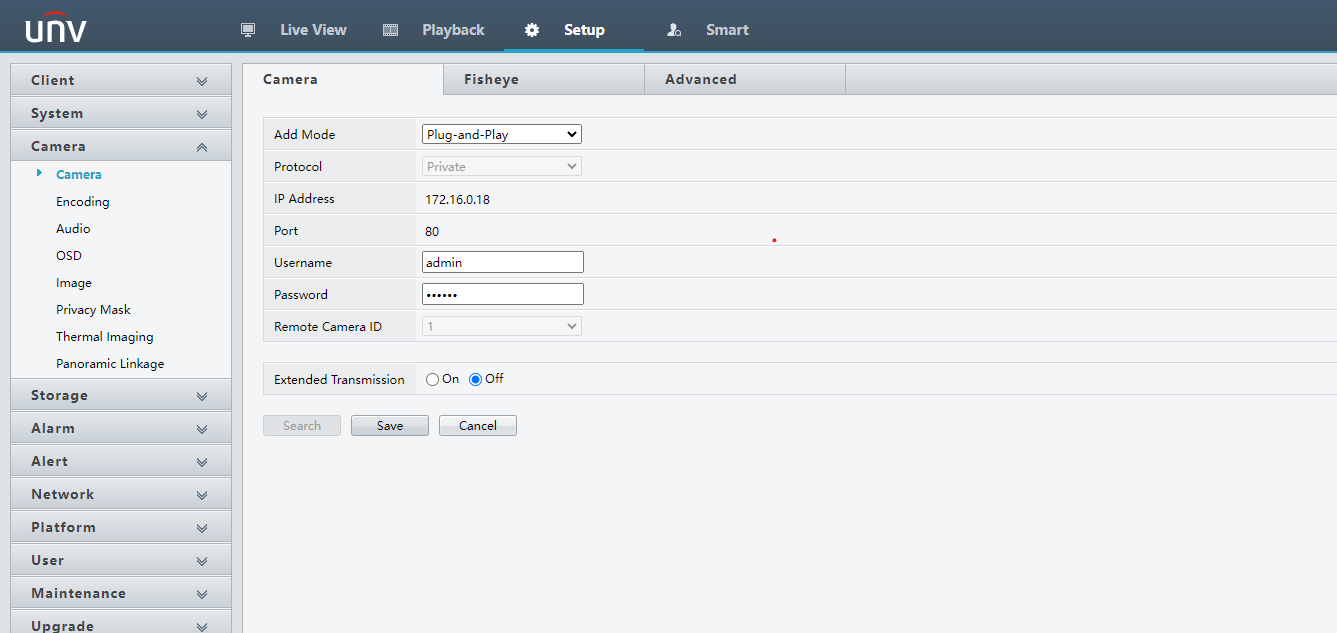 unv
Live View
Playback
Setup
Smart
Client
System
Camera
Camera
Encoding
Audio
OSD
Image
Privacy Mask
Thermal Imaging
Panoramic Linkage
Storage
Alarm
Alert
Network
Platform
User
Maintenance
Upgrade
Camera
Fisheye
Advanced
Add Mode Plug-and-Play
Protocol Private
IP Address 172.16.0.18
Port 80
Username admin
Password ••••••
Remote Camera ID 1
Extended Transmission On Off
Search Save Cancel